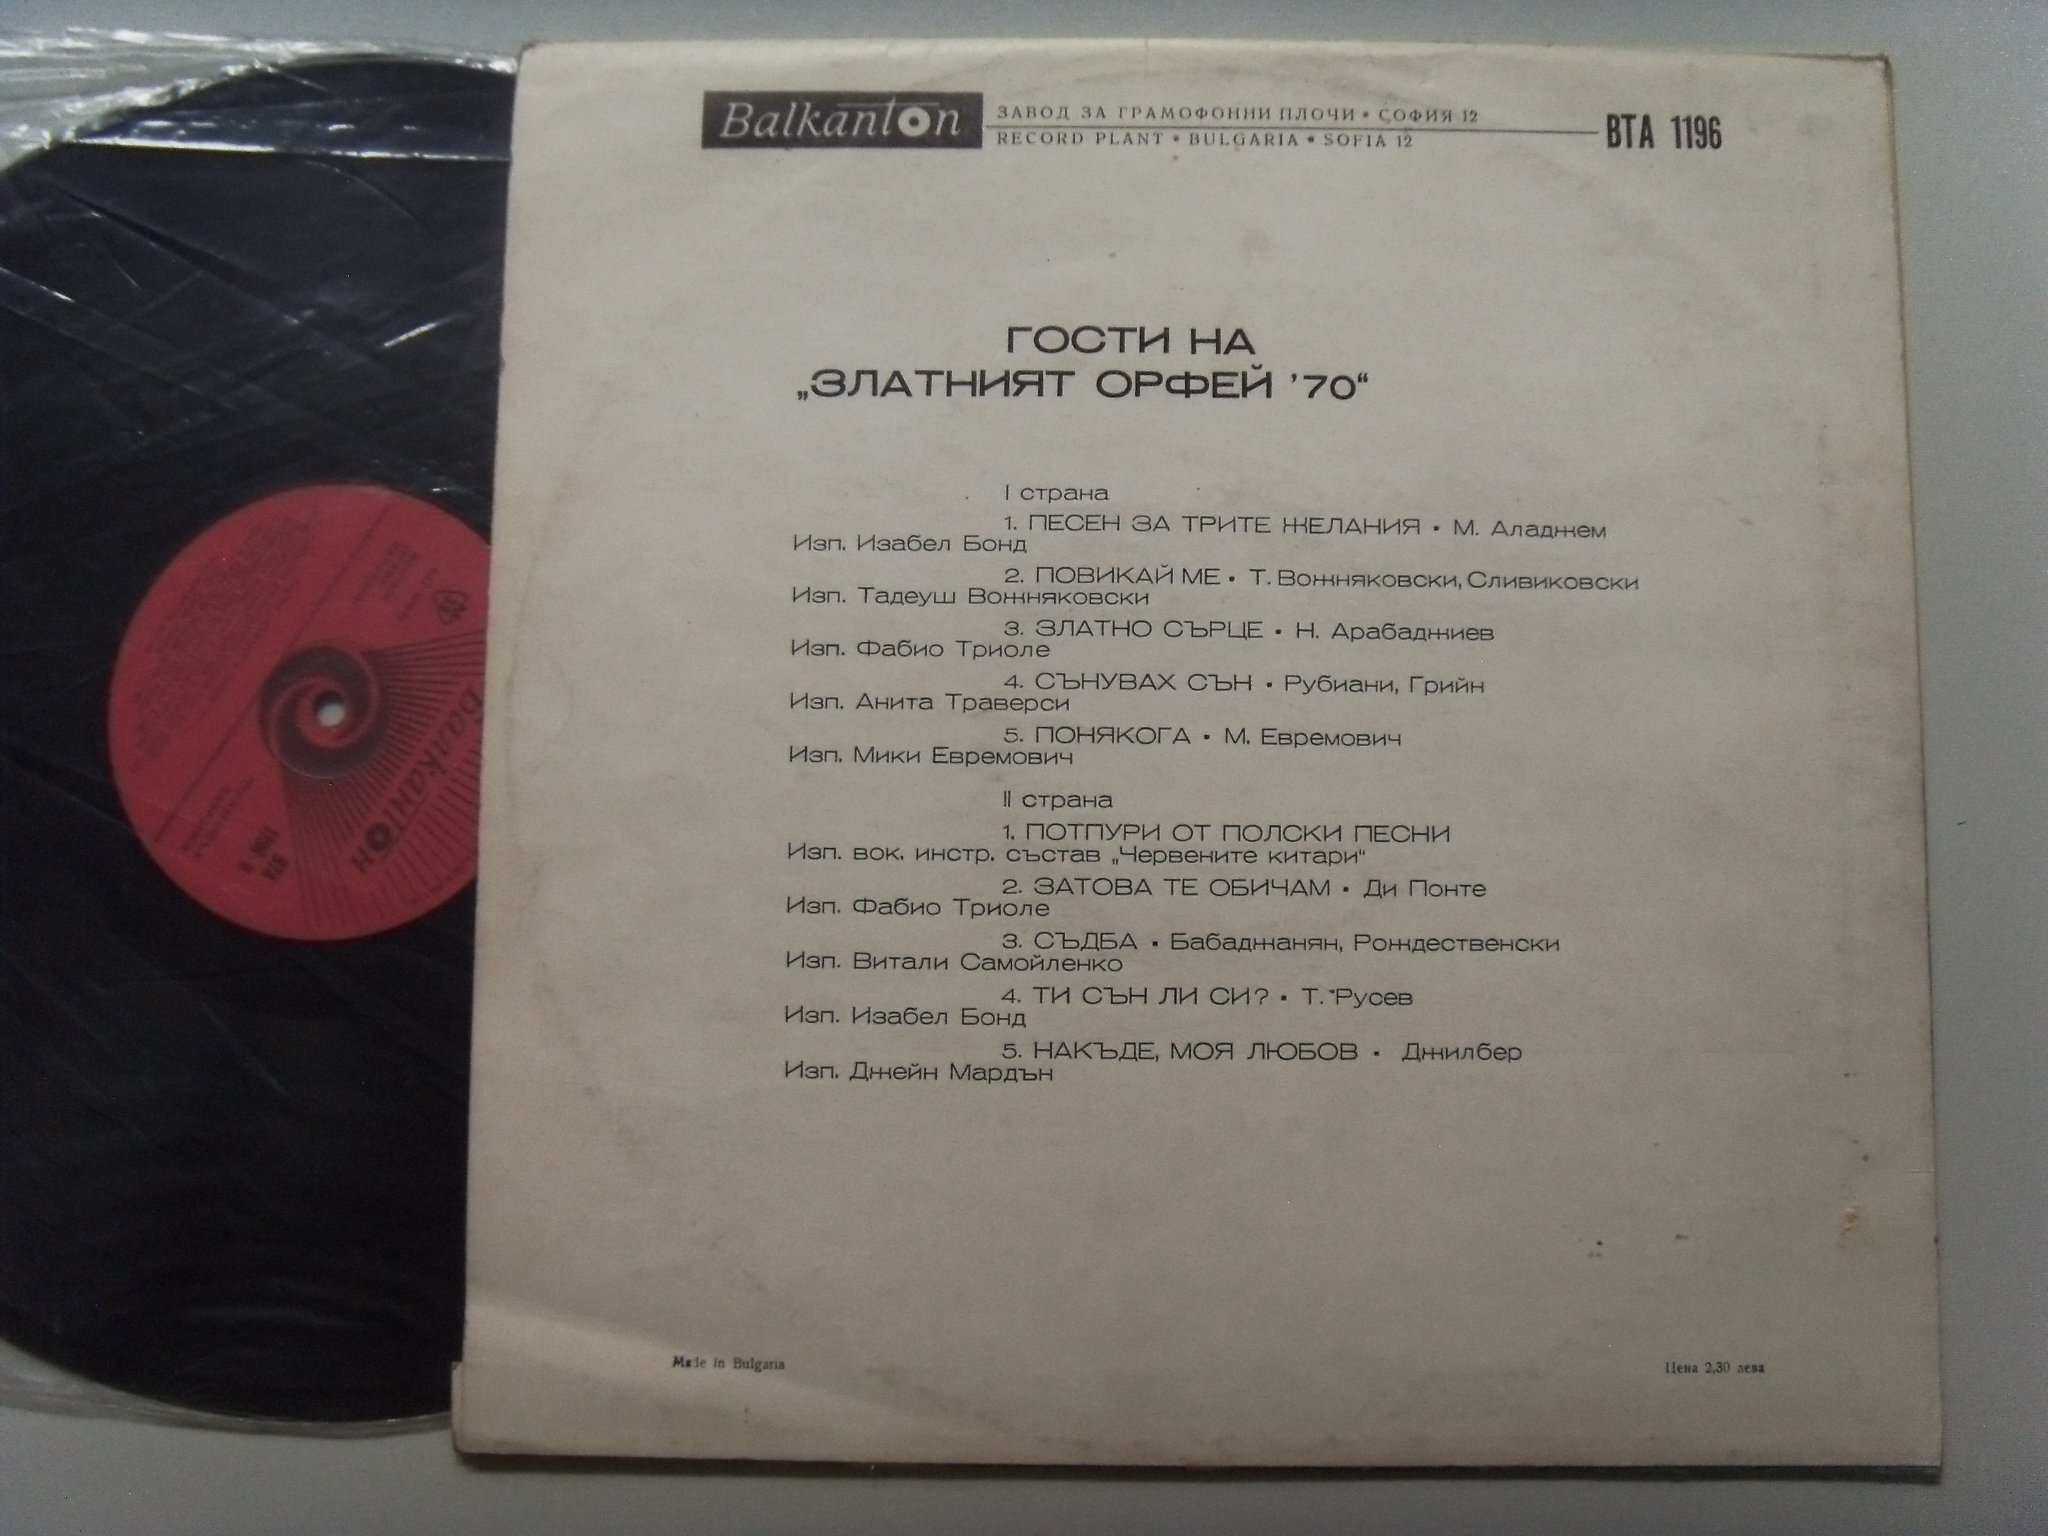 Balkanton
ЗАВОД ЗА ГРАМОФОННИ ПЛОЧИ • СОФИЯ 12
RECORD PLANT • BULGARIA • SOFIA 12
ВТА 1196
ГОСТИ НА
„ЗЛАТНИЯТ ОРФЕЙ '70“
I страна
1. ПЕСЕН ЗА ТРИТЕ ЖЕЛАНИЯ • М. Аладжем
Изп. Изабел Бонд
2. ПОВИКАЙ МЕ • Т. Вожняковски, Сливиковски
Изп. Тадеуш Вожняковски
3. ЗЛАТНО СЪРЦЕ • Н. Арабаджиев
Изп. Фабио Триоле
4. СЪНУВАХ СЪН • Рубиани, Грийн
Изп. Анита Траверси
5. ПОНЯКОГА • М. Евремович
Изп. Мики Евремович
II страна
1. ПОТПУРИ ОТ ПОЛСКИ ПЕСНИ
Изп. вок. инстр. състав „Червените китари“
2. ЗАТОВА ТЕ ОБИЧАМ • Ди Понте
Изп. Фабио Триоле
3. СЪДБА • Бабаджанян, Рождественски
Изп. Витали Самойленко
4. ТИ СЪН ЛИ СИ? • Т. Русев
Изп. Изабел Бонд
5. НАКЪДЕ, МОЯ ЛЮБОВ • Джилбер
Изп. Джейн Мардън
Made in Bulgaria
Цена 2,30 лева
Балкантон